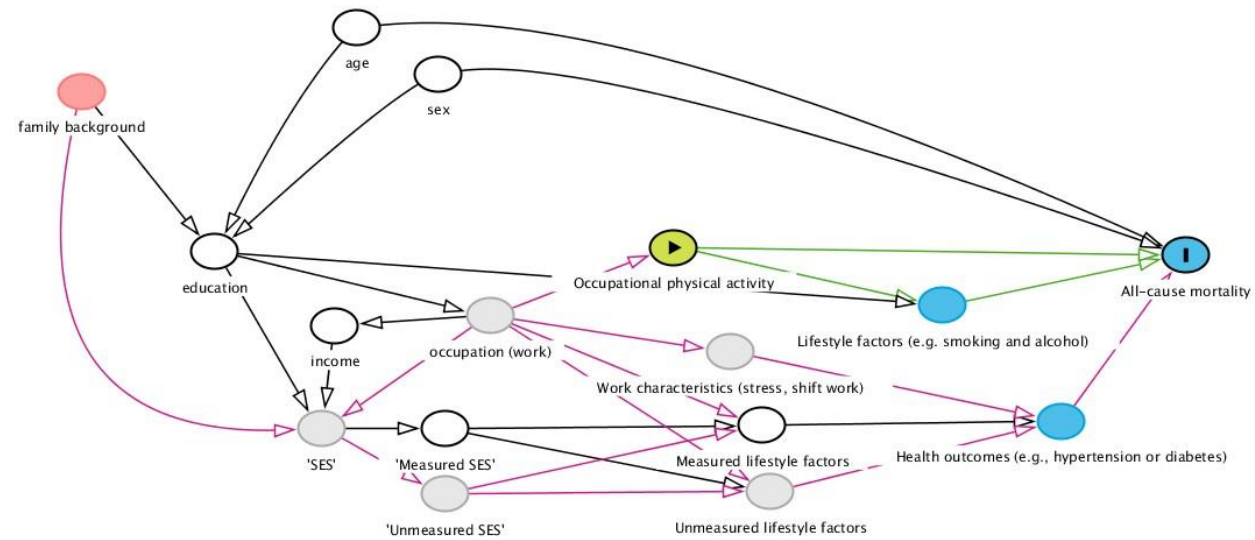 age
sex
family background
education
Occupational physical activity
All-cause mortality
Lifestyle factors (e.g. smoking and alcohol)
income
occupation (work)
Work characteristics (stress, shift work)
'SES'
'Measured SES'
Measured lifestyle factors
Health outcomes (e.g., hypertension or diabetes)
'Unmeasured SES'
Unmeasured lifestyle factors